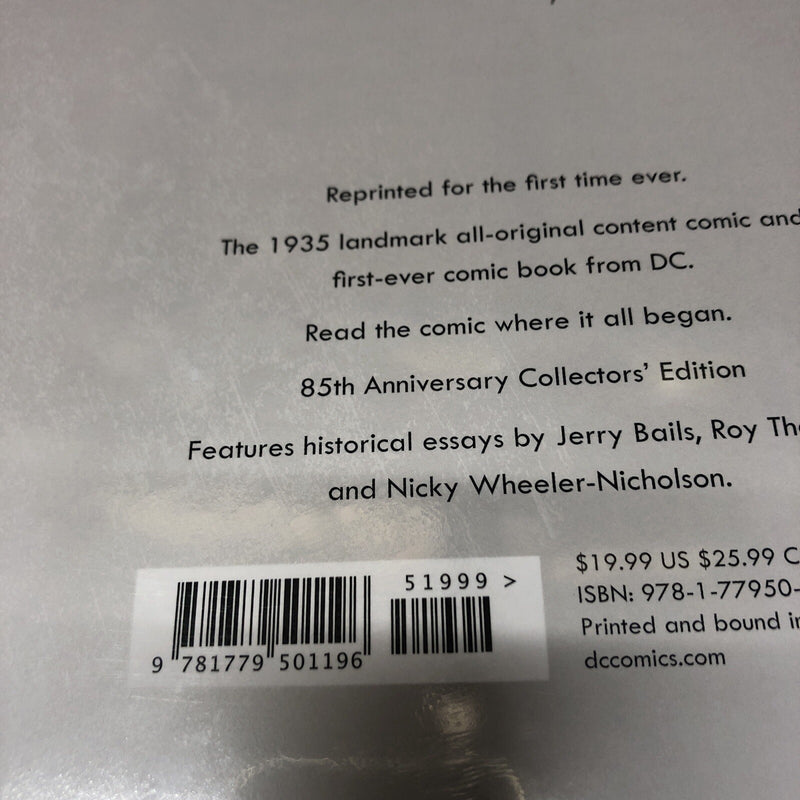 Reprinted for the first time ever.
The 1935 landmark all-original content comic and
first-ever comic book from DC.
Read the comic where it all began.
85th Anniversary Collectors' Edition
Features historical essays by Jerry Bails, Roy Th
and Nicky Wheeler-Nicholson.
51999 >
9 781779 501196
$19.99 US $25.99 C
ISBN: 978-1-77950-
Printed and bound in
dccomics.com